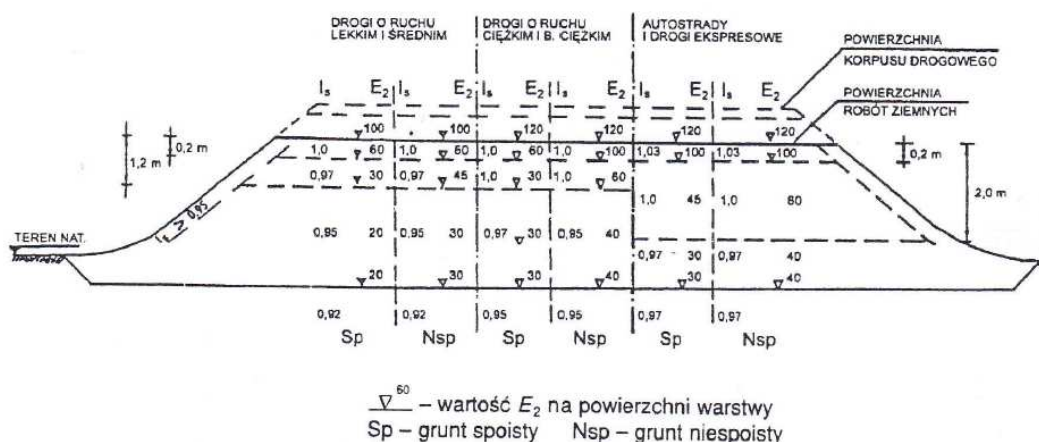 DROGI O RUCHU
LEKKIM I ŚREDNIM
DROGI O RUCHU
CIĘŻKIM I B. CIĘŻKIM
AUTOSTRADY
I DROGI EKSPRESOWE
POWIERZCHNIA
KORPUSU DROGOWEGO
POWIERZCHNIA
ROBÓT ZIEMNYCH
Is E2 Is E2 Is E2 Is E2 Is E2 Is E2
100 100 120 120 120 120
1,0 60 1,0 60 1,0 60 1,0 100 1,03 100 1,03 100
0,2 m
1,2 m
0,2 m
0,97 30 0,97 45 1,0 30 1,0 60
1,0 45 1,0 80
2,0 m
Is ≥ 0,95
TEREN NAT.
0,95 20 0,95 30 0,97 30 0,95 40
0,97 30 0,97 40
20 30 30 40 30 40
0,92 0,92 0,95 0,95 0,97 0,97
Sp Nsp Sp Nsp Sp Nsp
60 – wartość E2 na powierzchni warstwy
Sp – grunt spoisty Nsp – grunt niespoisty